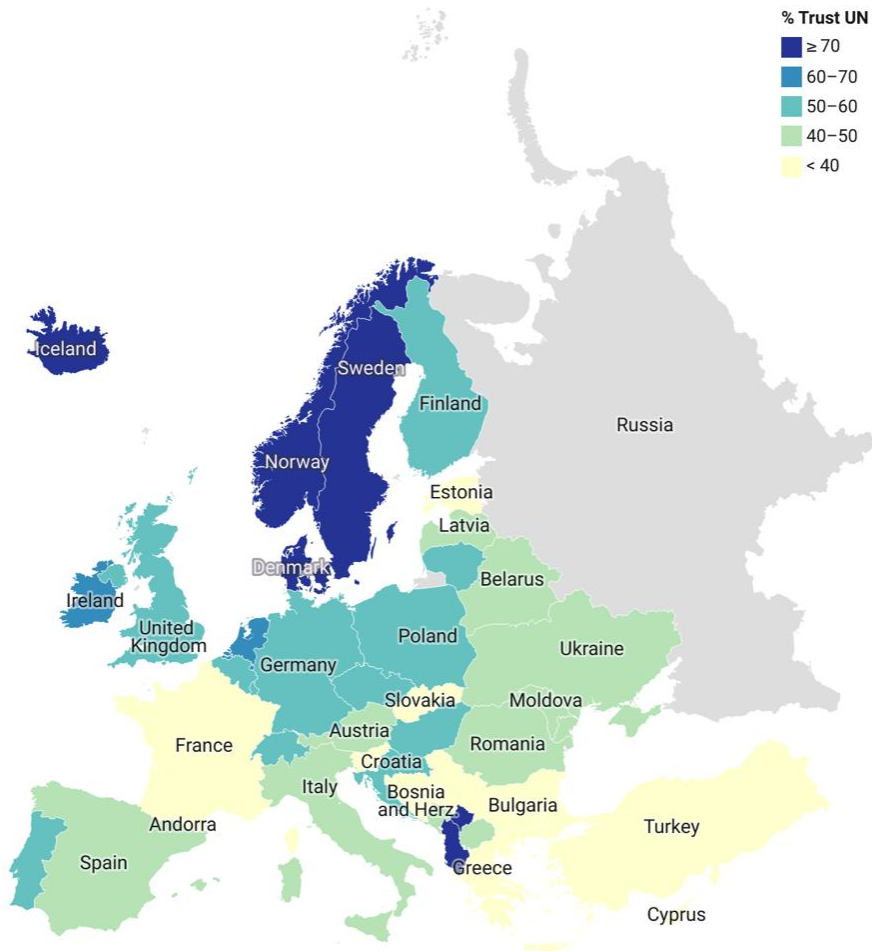 % Trust UN
≥ 70
60–70
50–60
40–50
< 40
Iceland
Sweden
Finland
Russia
Norway
Estonia
Latvia
Denmark
Belarus
Ireland
United
Kingdom
Poland
Ukraine
Germany
Slovakia
Moldova
Austria
France
Romania
Croatia
Italy
Bosnia
and Herz.
Bulgaria
Andorra
Turkey
Spain
Greece
Cyprus